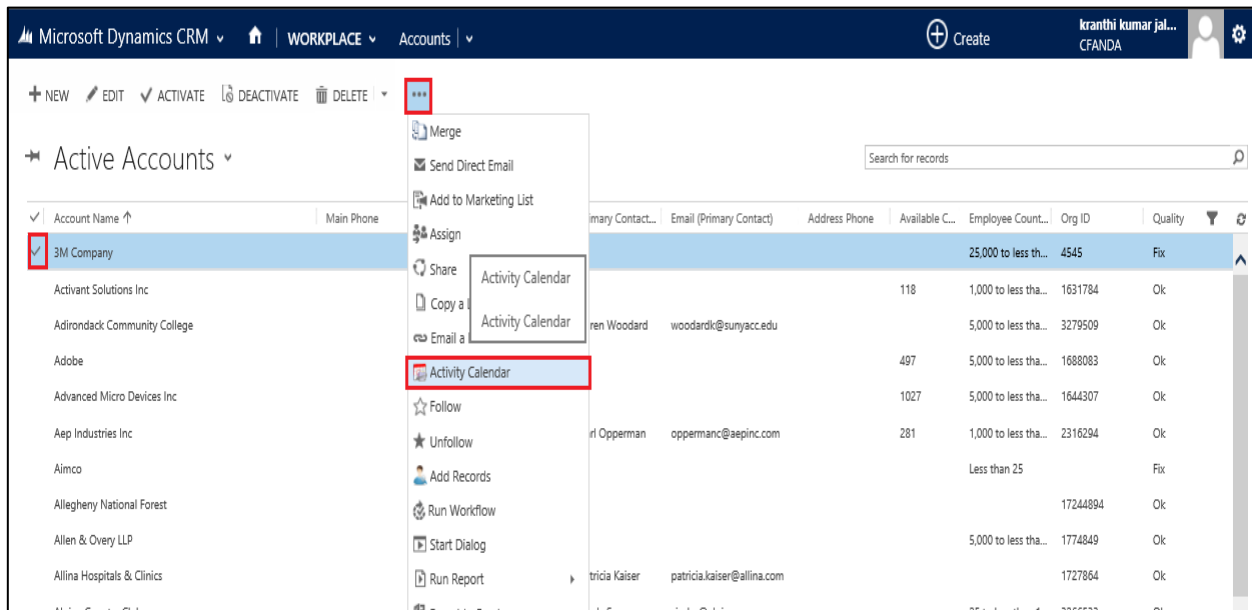 Microsoft Dynamics CRM WORKPLACE Accounts Create kranthi kumar jal...
CFANDA
NEW EDIT ACTIVATE DEACTIVATE DELETE ...
Active Accounts
Search for records
Merge
Send Direct Email
Add to Marketing List
Assign
Share
Copy a
Email a
Activity Calendar
Activity Calendar
Activity Calendar
Follow
Unfollow
Add Records
Run Workflow
Start Dialog
Run Report
Account Name Main Phone Contact... Email (Primary Contact) Address Phone Available C... Employee Count... Org ID Quality
3M Company 25,000 to less th... 4545 Fix
Activant Solutions Inc 118 1,000 to less tha... 1631784 Ok
Adirondack Community College Woodard woodardk@sunyacc.edu 5,000 to less tha... 3279509 Ok
Adobe 497 5,000 to less tha... 1688083 Ok
Advanced Micro Devices Inc 1027 5,000 to less tha... 1644307 Ok
Aep Industries Inc Opperman oppermanc@aepinc.com 281 1,000 to less tha... 2316294 Ok
Aimco Less than 25 Fix
Allegheny National Forest 17244894 Ok
Allen & Overy LLP 5,000 to less tha... 1774849 Ok
Allina Hospitals & Clinics tricia Kaiser patricia.kaiser@allina.com 1727864 Ok